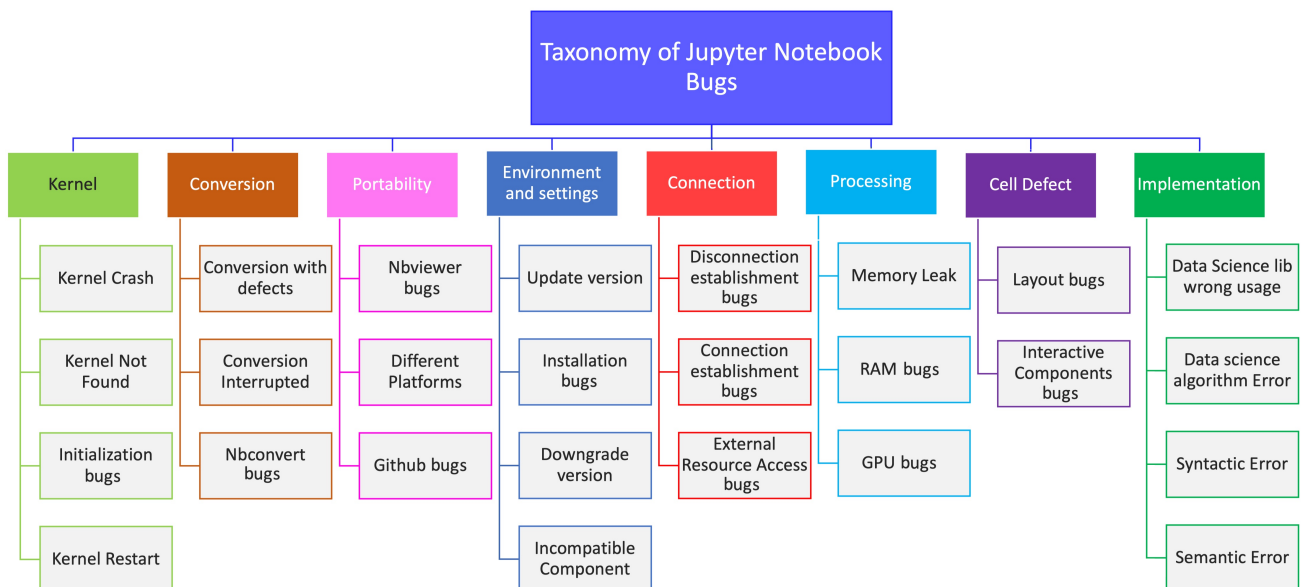 Taxonomy of Jupyter Notebook
Bugs
Kernel
Conversion
Portability
Environment
and settings
Connection
Processing
Cell Defect
Implementation
Kernel Crash
Kernel Not
Found
Initialization
bugs
Kernel Restart
Conversion with
defects
Conversion
Interrupted
Nbconvert
bugs
Nbviewer
bugs
Different
Platforms
Github bugs
Update version
Installation
bugs
Downgrade
version
Incompatible
Component
Disconnection
establishment
bugs
Connection
establishment
bugs
External
Resource Access
bugs
Memory Leak
RAM bugs
GPU bugs
Layout bugs
Interactive
Components
bugs
Data Science lib
wrong usage
Data science
algorithm Error
Syntactic Error
Semantic Error